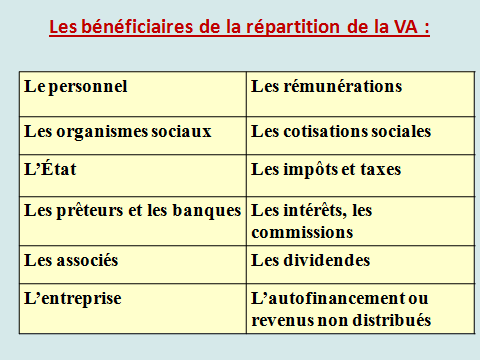 Les bénéficiaires de la répartition de la VA :
Le personnel
Les rémunérations
Les organismes sociaux
Les cotisations sociales
L’État
Les impôts et taxes
Les prêteurs et les banques
Les intérêts, les
commissions
Les associés
Les dividendes
L’entreprise
L’autofinancement ou
revenus non distribués